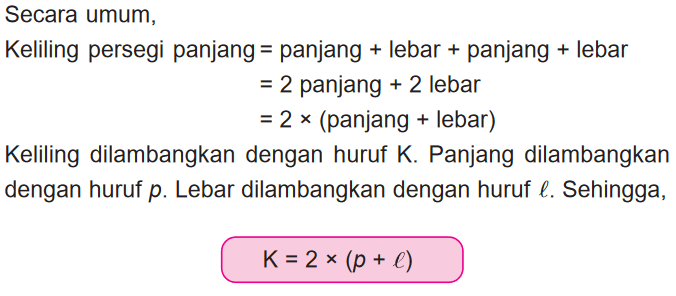 Secara umum,
Keliling persegi panjang = panjang + lebar + panjang + lebar
= 2 panjang + 2 lebar
= 2 × (panjang + lebar)
Keliling dilambangkan dengan huruf K. Panjang dilambangkan
dengan huruf p. Lebar dilambangkan dengan huruf ℓ. Sehingga,
K = 2 × (p + ℓ)